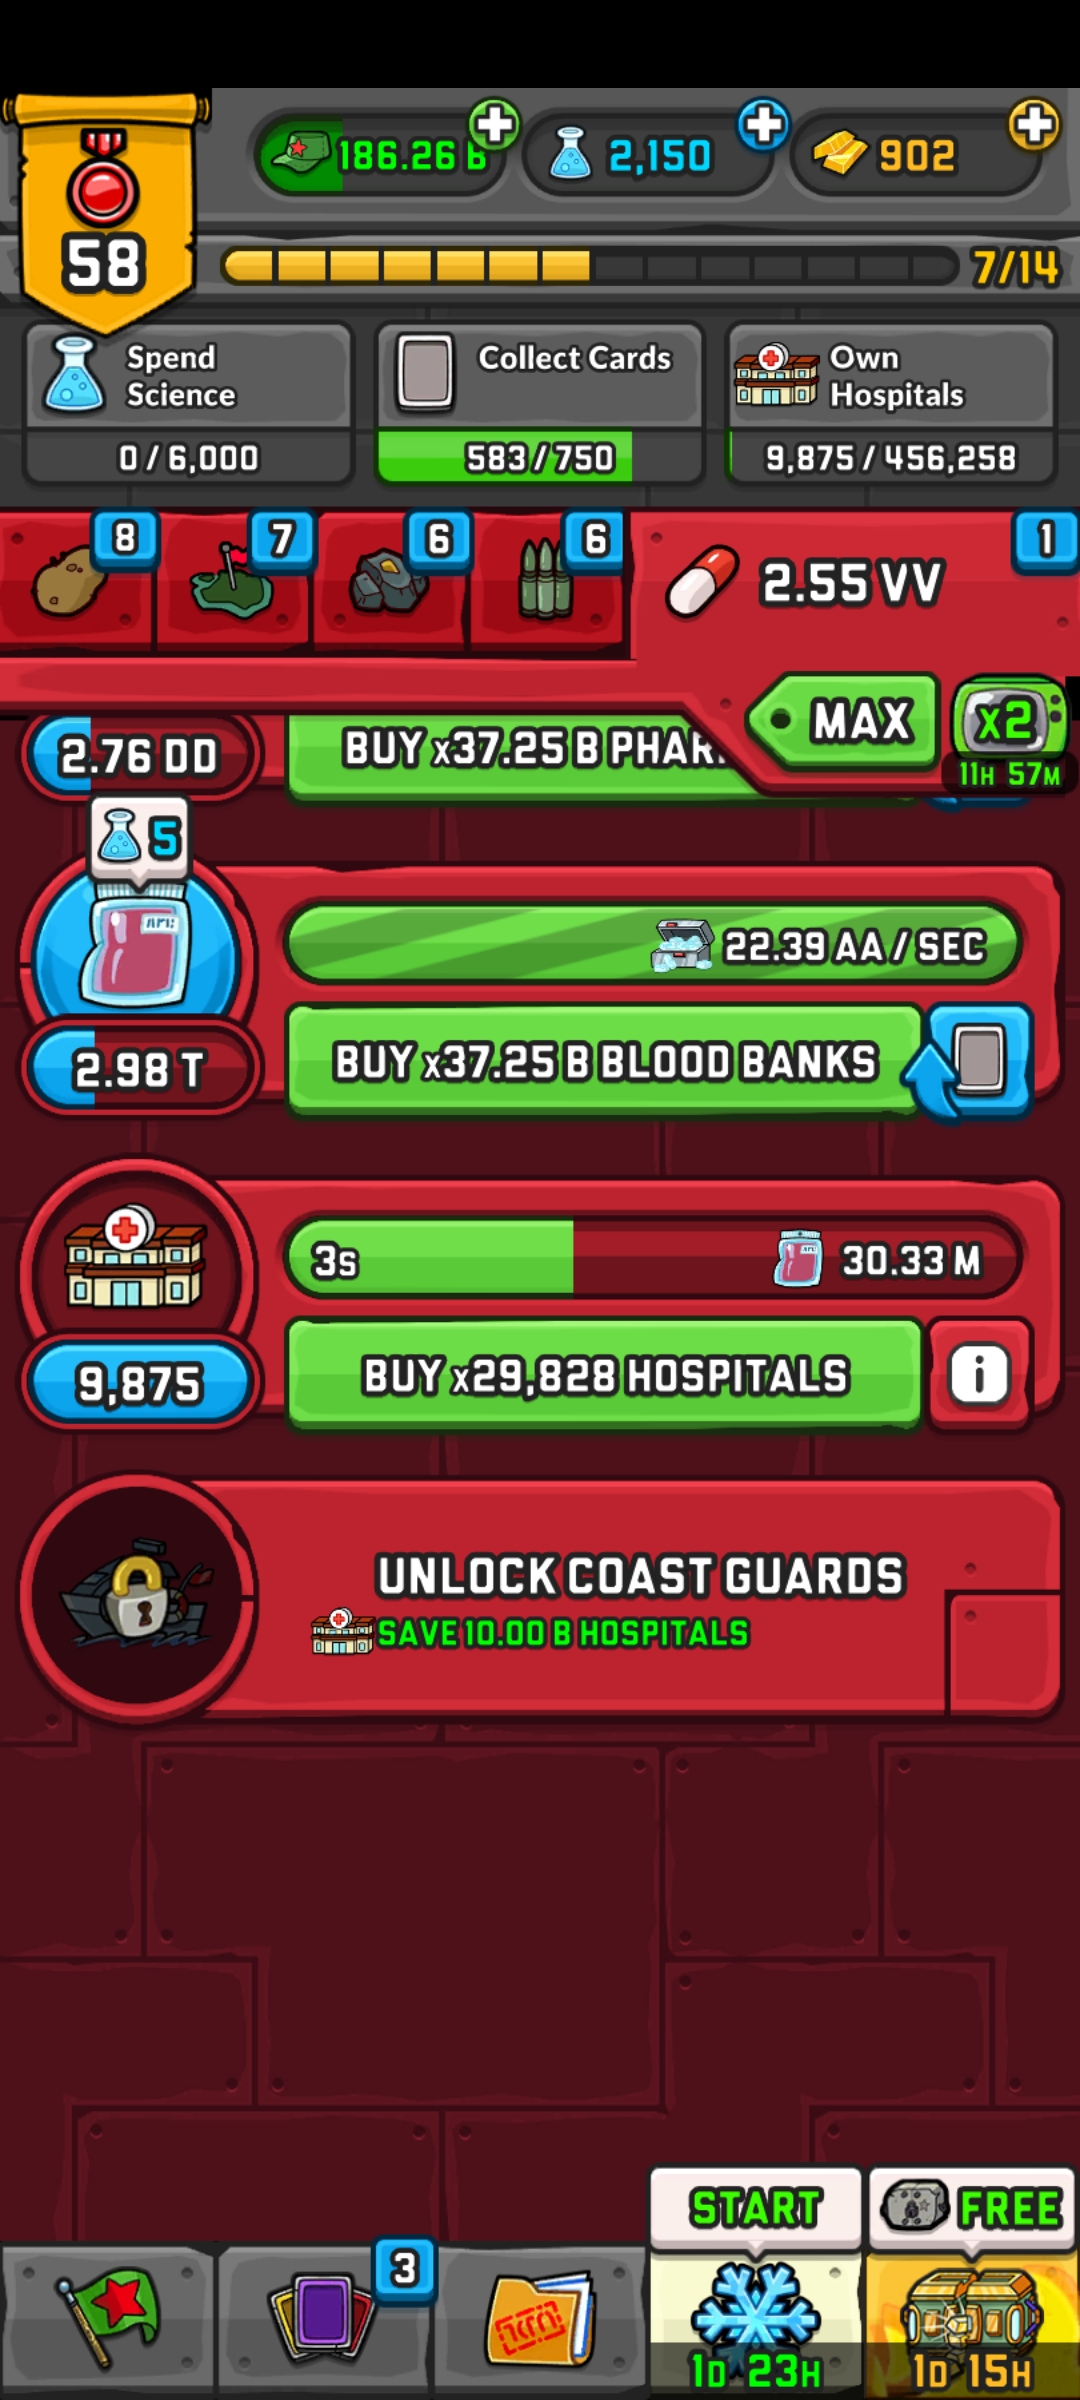 58
186.26 B
2,150
902
7/14
Spend
Science
0 / 6,000
Collect Cards
583 / 750
Own
Hospitals
9,875 / 456,258
8
7
6
6
2.55 VV
1
MAX
x2
11H 57M
2.76 DD
BUY x37.25 B PHAR
5
22.39 AA / SEC
2.98 T
BUY x37.25 B BLOOD BANKS
3s
30.33 M
9,875
BUY x29,828 HOSPITALS
i
UNLOCK COAST GUARDS
SAVE 10.00 B HOSPITALS
START
FREE
3
1D 23H
1D 15H